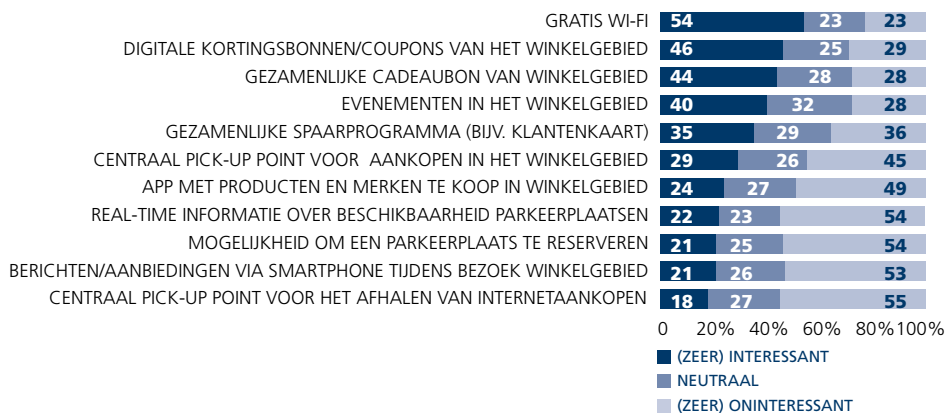 GRATIS WI-FI 54 23 23
DIGITALE KORTINGSBONNEN/COUPONS VAN HET WINKELGEBIED 46 25 29
GEZAMENLIJKE CADEAUBON VAN WINKELGEBIED 44 28 28
EVENEMENTEN IN HET WINKELGEBIED 40 32 28
GEZAMENLIJKE SPAARPROGRAMMA (BIJV. KLANTENKAART) 35 29 36
CENTRAAL PICK-UP POINT VOOR AANKOPEN IN HET WINKELGEBIED 29 26 45
APP MET PRODUCTEN EN MERKEN TE KOOP IN WINKELGEBIED 24 27 49
REAL-TIME INFORMATIE OVER BESCHIKBAARHEID PARKEERPLAATSEN 22 23 54
MOGELIJKHEID OM EEN PARKEERPLAATS TE RESERVEREN 21 25 54
BERICHTEN/AANBIEDINGEN VIA SMARTPHONE TIJDENS BEZOEK WINKELGEBIED 21 26 53
CENTRAAL PICK-UP POINT VOOR HET AFHALEN VAN INTERNETAANKOPEN 18 27 55
0 20% 40% 60% 80% 100%
(ZEER) INTERESSANT
NEUTRAAL
(ZEER) ONINTERESSANT